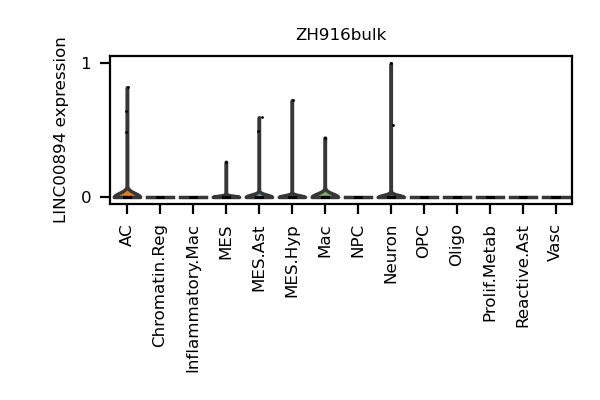 ZH916bulk
LINC00894 expression
1
0
AC
Chromatin.Reg
Inflammatory.Mac
MES
MES.Ast
MES.Hyp
Mac
NPC
Neuron
OPC
Oligo
Prolif.Metab
Reactive.Ast
Vasc